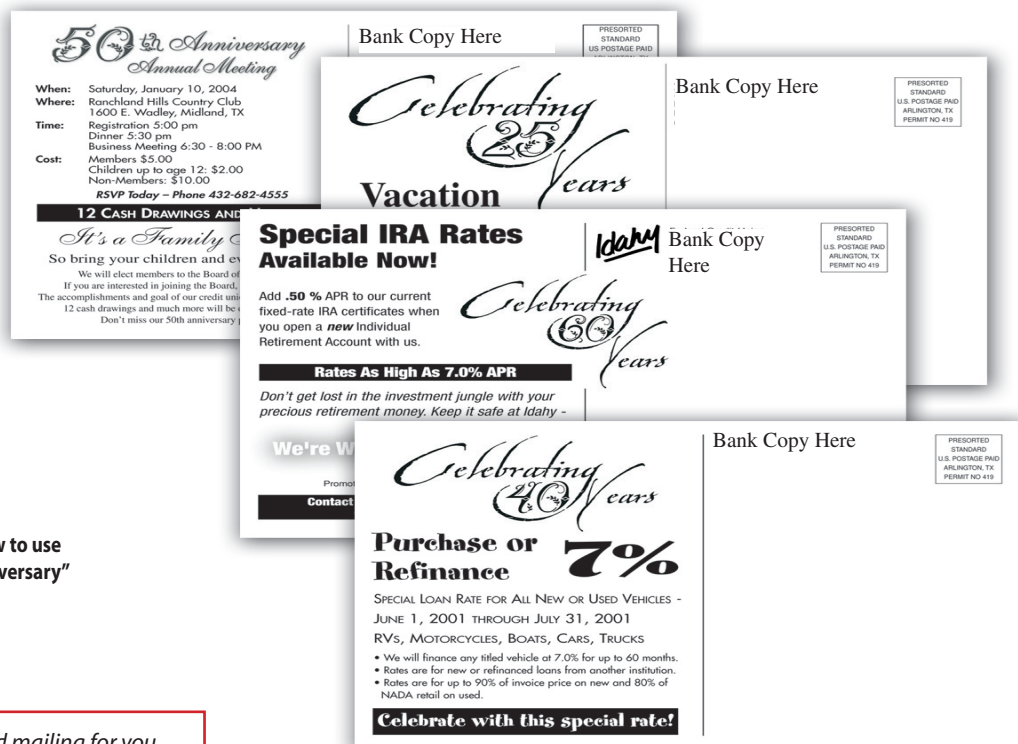 50th Anniversary
Annual Meeting
When: Saturday, January 10, 2004
Where: Ranchland Hills Country Club
1600 E. Wadley, Midland, TX
Time: Registration 5:00 pm
Dinner 5:30 pm
Business Meeting 6:30 - 8:00 PM
Cost: Members $5.00
Children up to age 12: $2.00
Non-Members: $10.00
RSVP Today – Phone 432-682-4555
12 Cash Drawings and
It's a Family
So bring your children and
We will elect members to the Board of
If you are interested in joining the Board,
The accomplishments and goal of our credit
12 cash drawings and much more will be
Don't miss our 50th anniversary
Bank Copy Here
PRESORTED
STANDARD
US POSTAGE PAID
Celebrating
25
Years
Vacation
Bank Copy Here
PRESORTED
STANDARD
U.S. POSTAGE PAID
ARLINGTON, TX
PERMIT NO 419
Special IRA Rates
Available Now!
Add .50 % APR to our current
fixed-rate IRA certificates when
you open a new Individual
Retirement Account with us.
Rates As High As 7.0% APR
Don't get lost in the investment jungle with your
precious retirement money. Keep it safe at Idahy -
We're
Contact
Celebrating
60
Years
Idahy
Bank Copy
Here
PRESORTED
STANDARD
U.S. POSTAGE PAID
ARLINGTON, TX
PERMIT NO 419
Celebrating
40 Years
Purchase or
Refinance
7%
Special Loan Rate for All New or Used Vehicles -
June 1, 2001 through July 31, 2001
RVs, Motorcycles, Boats, Cars, Trucks
• We will finance any titled vehicle at 7.0% for up to 60 months.
• Rates are for new or refinanced loans from another institution.
• Rates are for up to 90% of invoice price on new and 80% of
NADA retail on used.
Celebrate with this special rate!
Bank Copy Here
PRESORTED
STANDARD
U.S. POSTAGE PAID
ARLINGTON, TX
PERMIT NO 419
to use
mailing for you